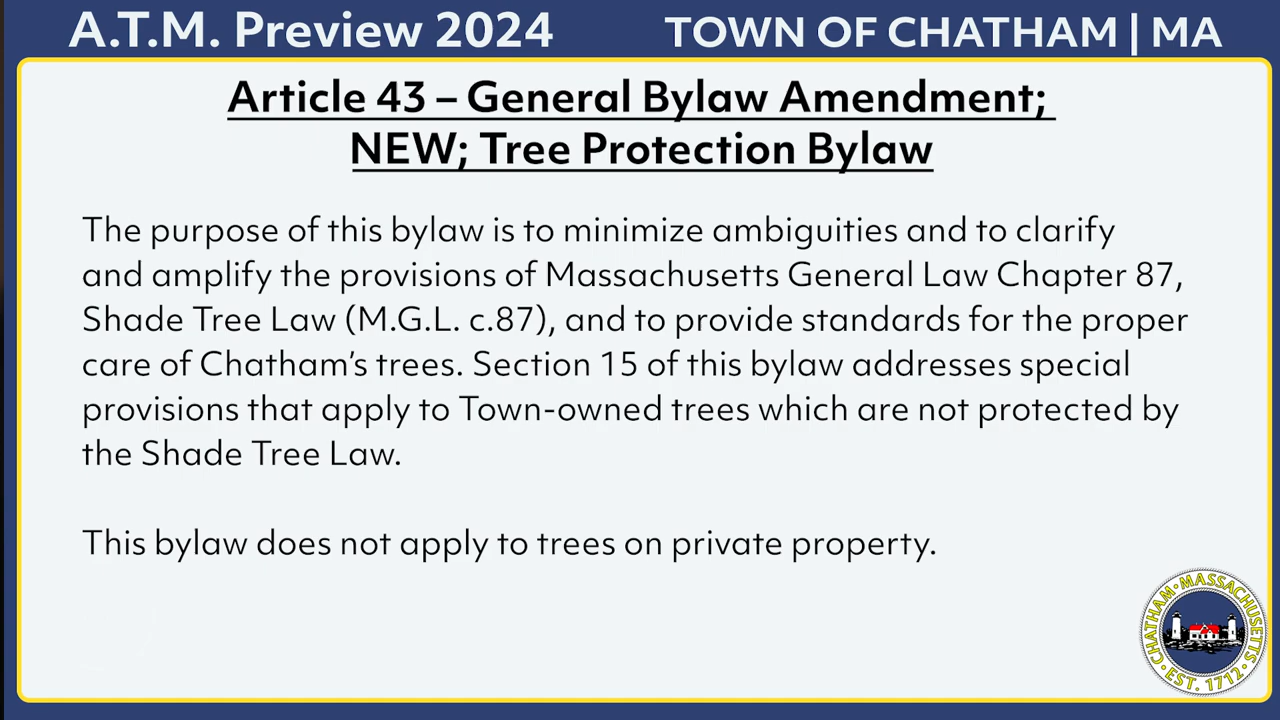 A.T.M. Preview 2024
TOWN OF CHATHAM | MA
Article 43 – General Bylaw Amendment;
NEW; Tree Protection Bylaw
The purpose of this bylaw is to minimize ambiguities and to clarify
and amplify the provisions of Massachusetts General Law Chapter 87,
Shade Tree Law (M.G.L. c.87), and to provide standards for the proper
care of Chatham’s trees. Section 15 of this bylaw addresses special
provisions that apply to Town-owned trees which are not protected by
the Shade Tree Law.
This bylaw does not apply to trees on private property.
CHATHAM·MASSACHUSETTS
·EST. 1712·